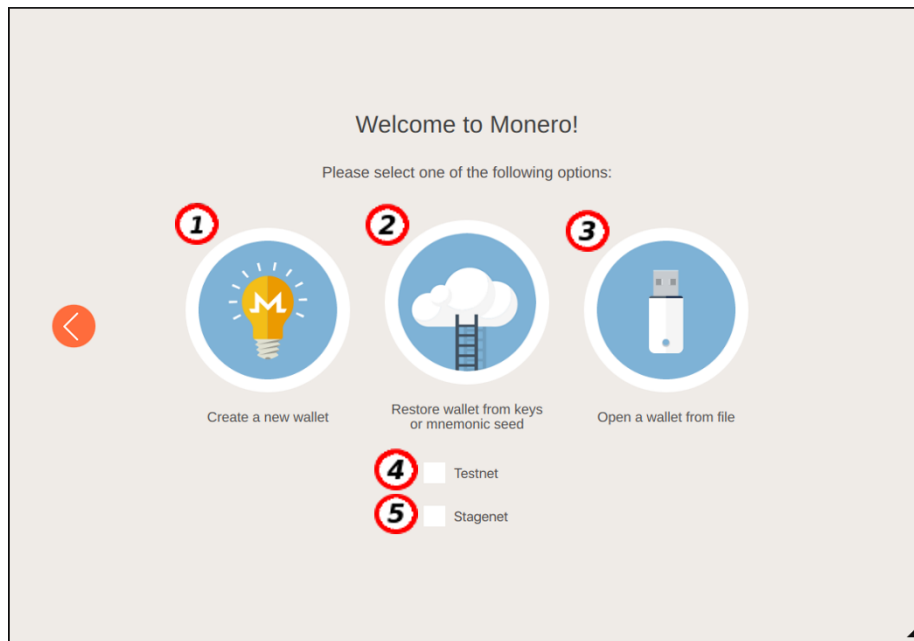 Welcome to Monero!
Please select one of the following options:
1
2
3
Create a new wallet
Restore wallet from keys
or mnemonic seed
Open a wallet from file
4 Testnet
5 Stagenet